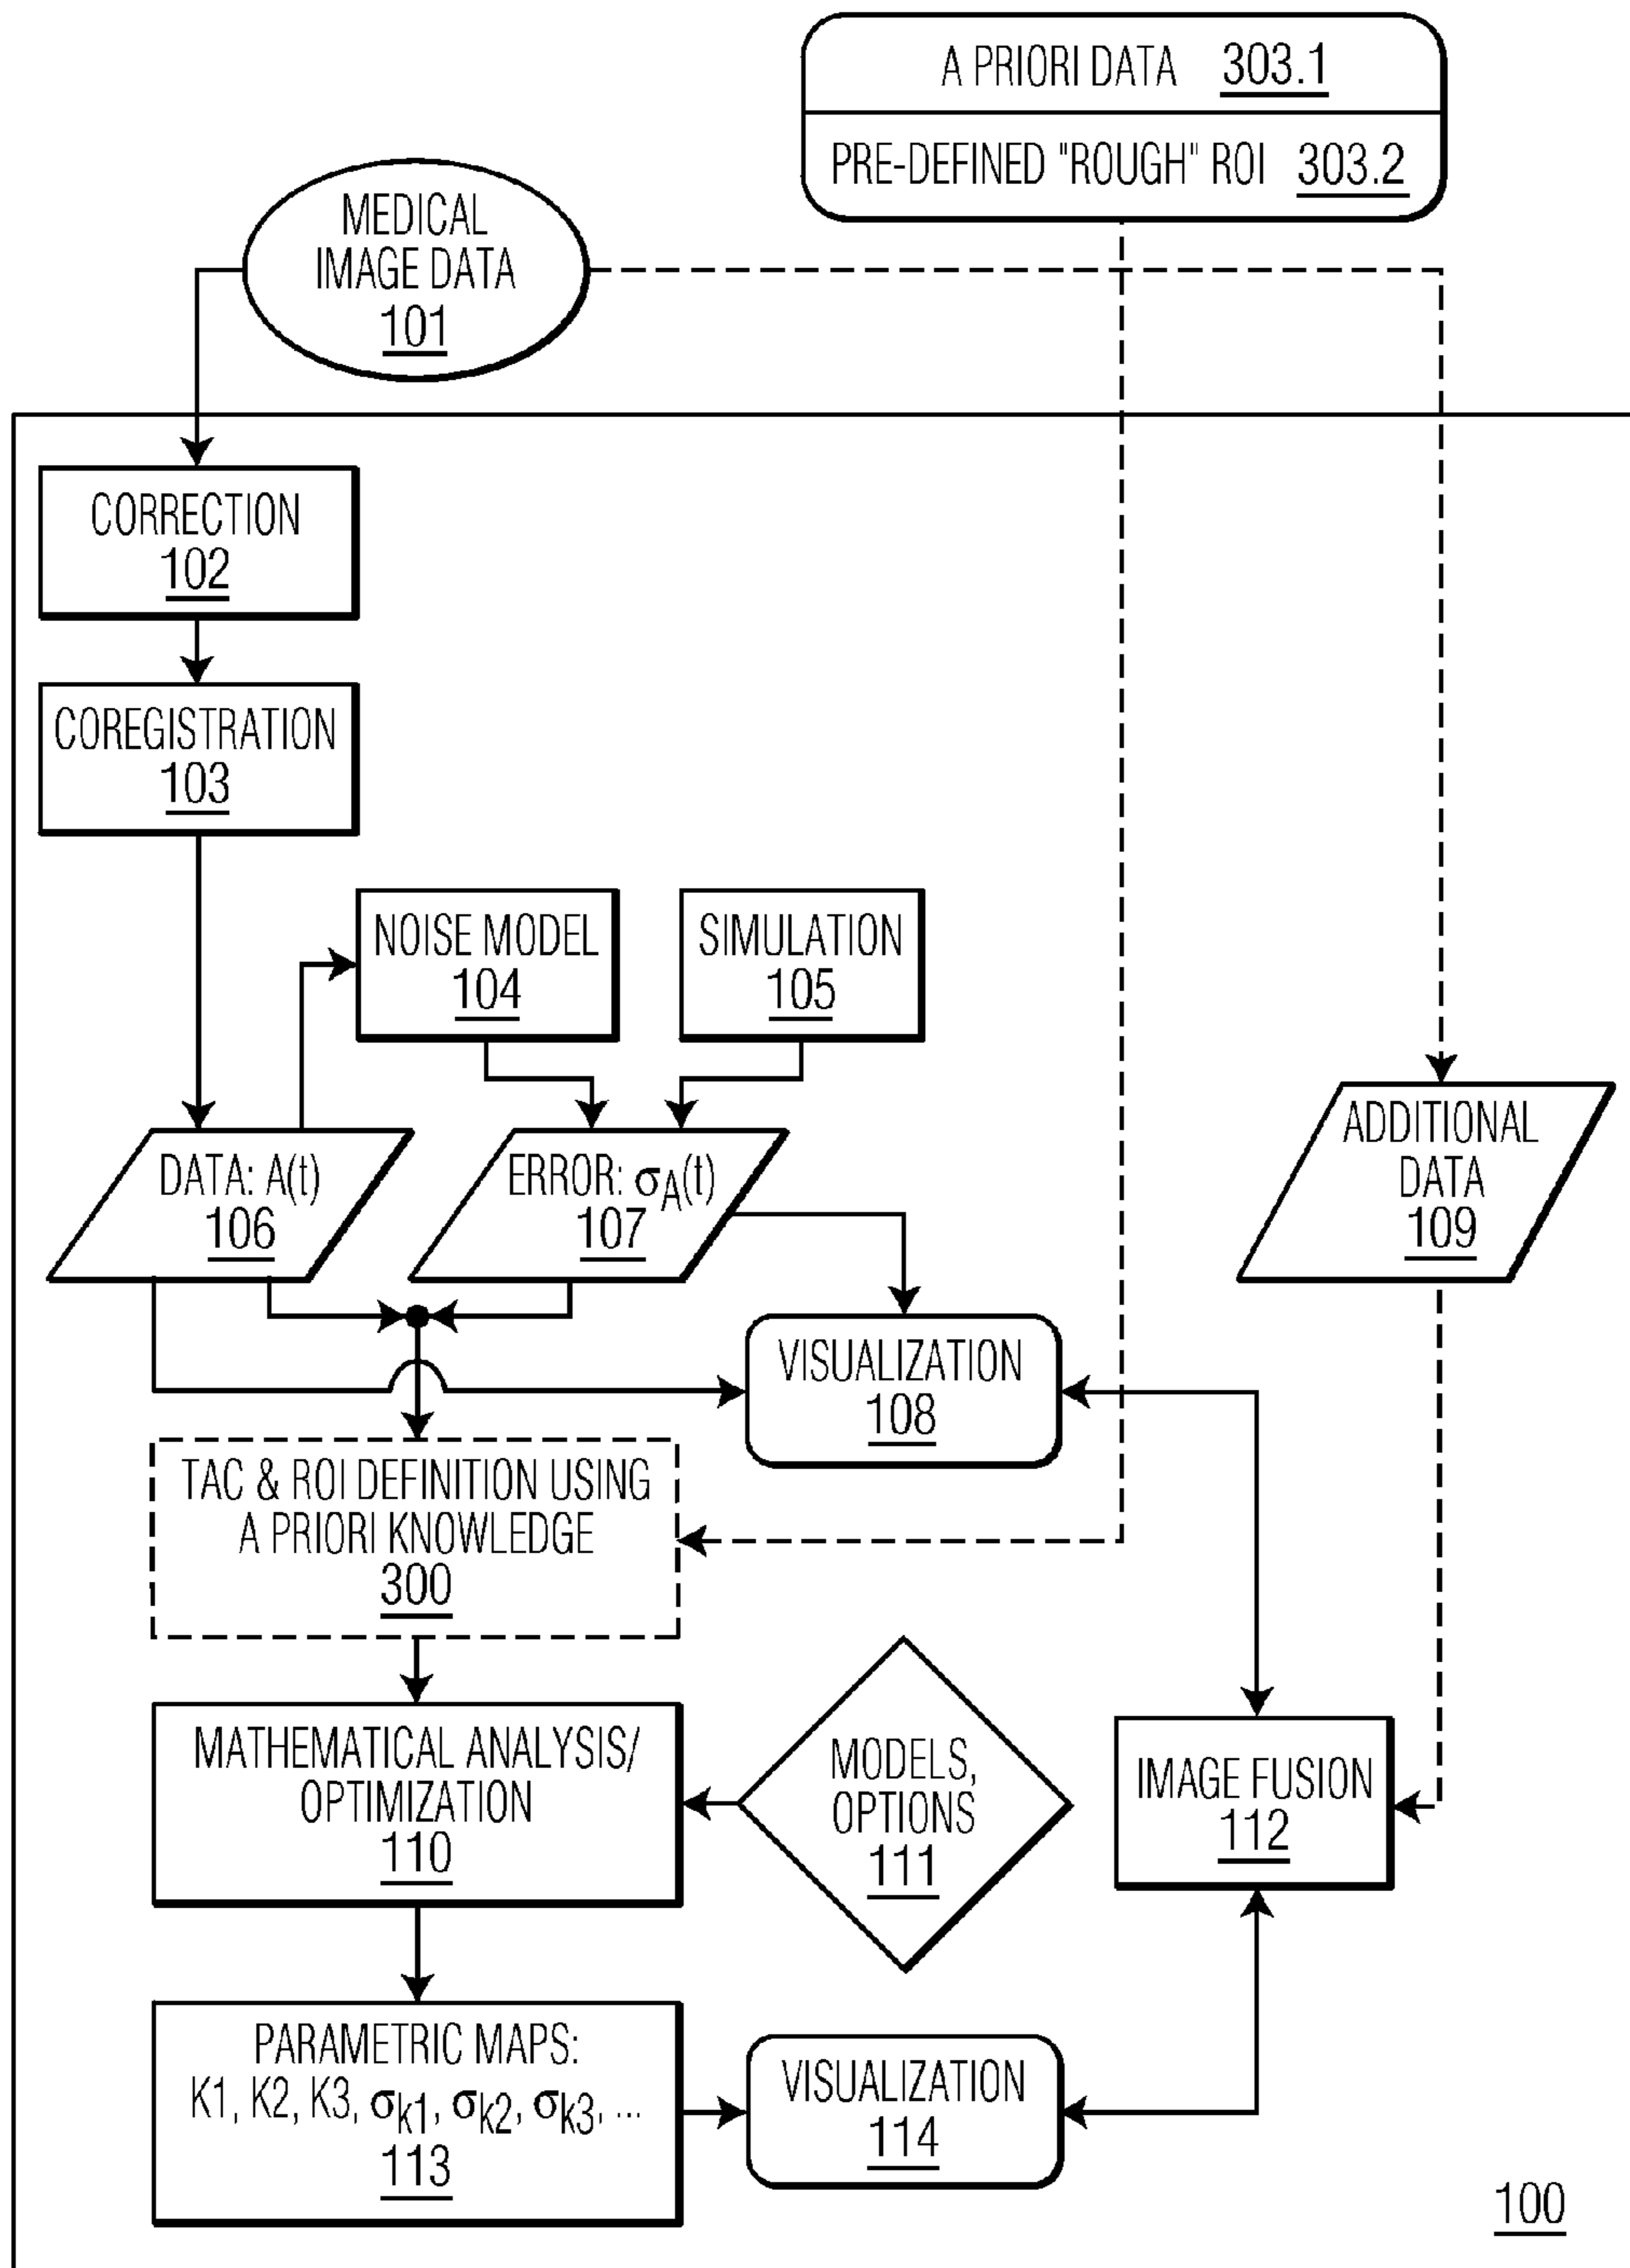 A PRIORI DATA 303.1
PRE-DEFINED "ROUGH" ROI 303.2
MEDICAL
IMAGE DATA
101
CORRECTION
102
COREGISTRATION
103
NOISE MODEL
104
SIMULATION
105
DATA: A(t)
106
ERROR: σA(t)
107
ADDITIONAL
DATA
109
VISUALIZATION
108
TAC & ROI DEFINITION USING
A PRIORI KNOWLEDGE
300
MATHEMATICAL ANALYSIS/
OPTIMIZATION
110
MODELS,
OPTIONS
111
IMAGE FUSION
112
PARAMETRIC MAPS:
K1, K2, K3, σk1, σk2, σk3, ...
113
VISUALIZATION
114
100